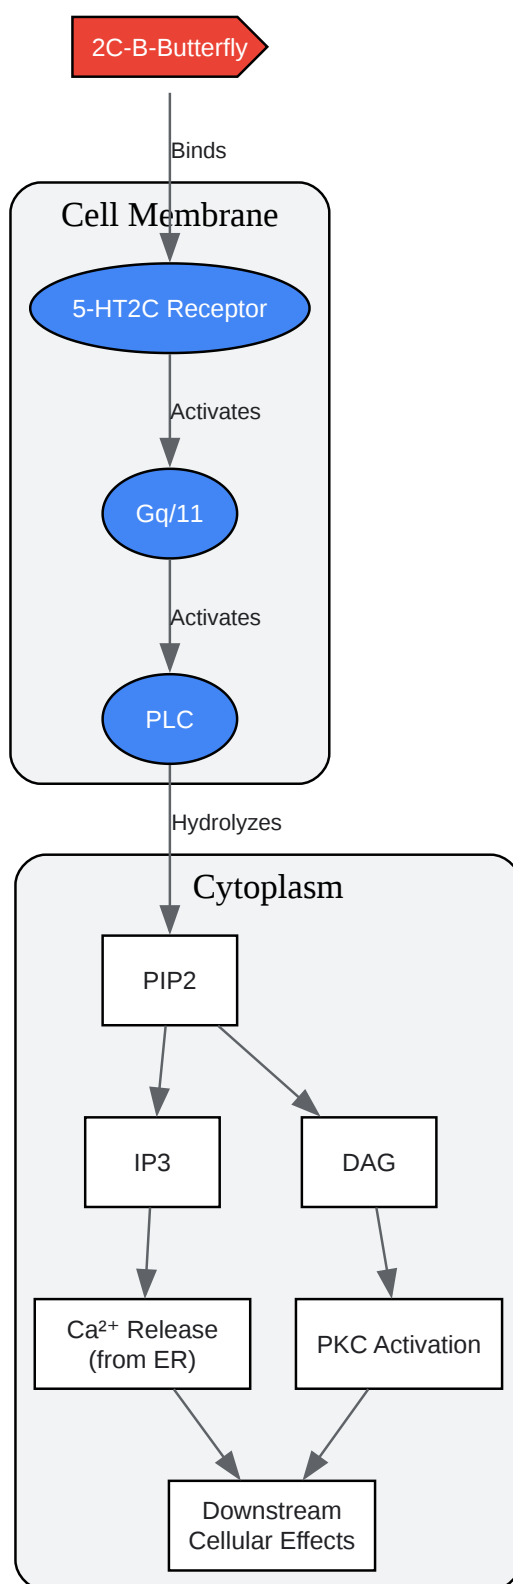 2C-B-Butterfly
Binds
Cell Membrane
5-HT2C Receptor
Activates
Gq/11
Activates
PLC
Hydrolyzes
Cytoplasm
PIP2
IP3
DAG
Ca²⁺ Release
(from ER)
PKC Activation
Downstream
Cellular Effects